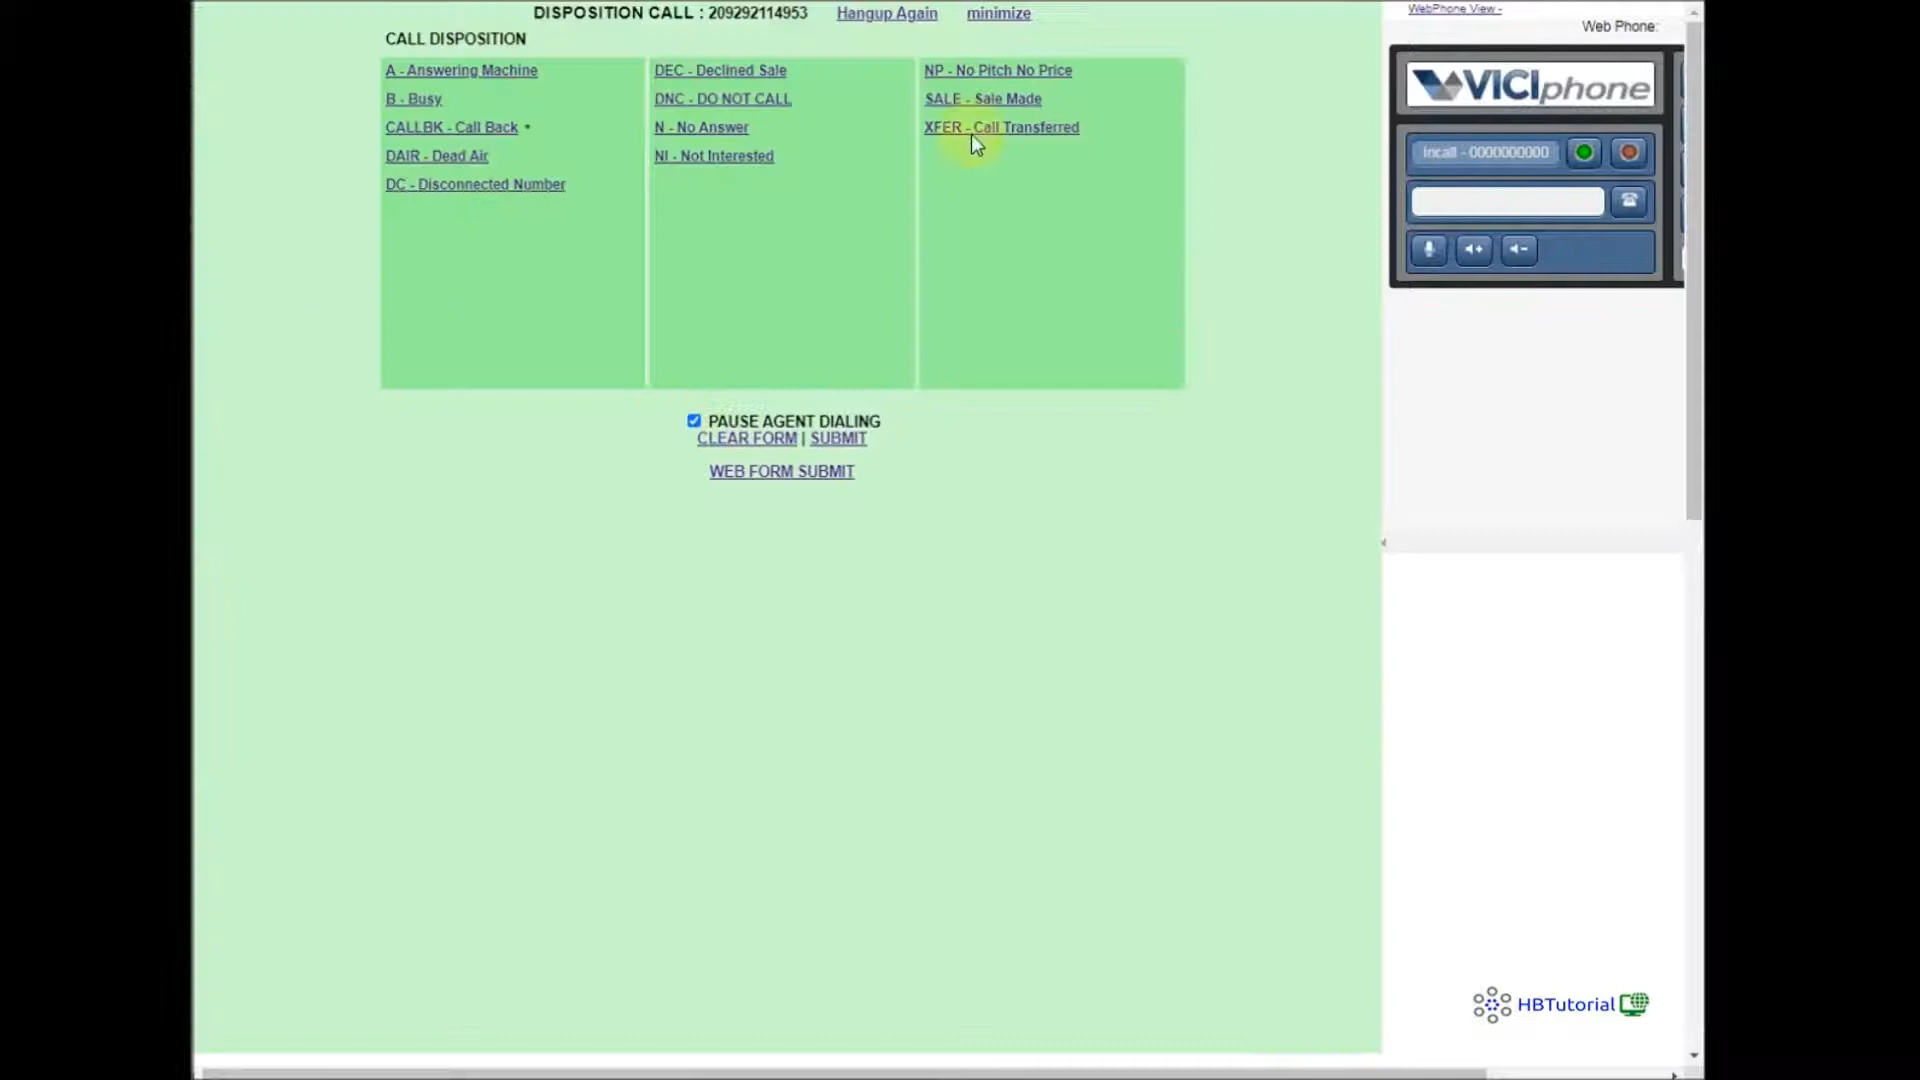 DISPOSITION CALL : 209292114953 Hangup Again minimize
CALL DISPOSITION
A - Answering Machine
B - Busy
CALLBK - Call Back *
DAIR - Dead Air
DC - Disconnected Number
DEC - Declined Sale
DNC - DO NOT CALL
N - No Answer
NI - Not Interested
NP - No Pitch No Price
SALE - Sale Made
XFER - Call Transferred
PAUSE AGENT DIALING
CLEAR FORM | SUBMIT
WEB FORM SUBMIT
WebPhone View -
Web Phone:
VICIphone
Incall - 0000000000
HBTutorial